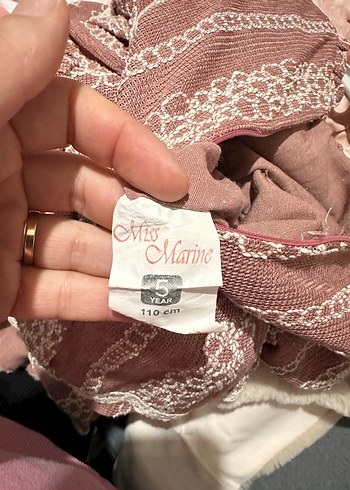 Miss
Marine
5
YEAR
110 cm